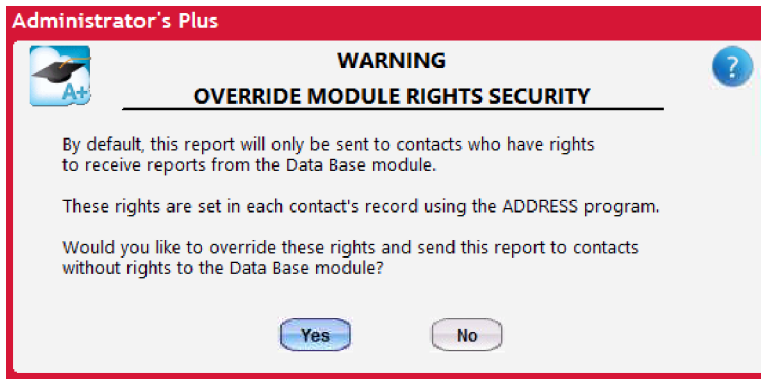 Administrator's Plus
WARNING
OVERRIDE MODULE RIGHTS SECURITY
A+
?
By default, this report will only be sent to contacts who have rights
to receive reports from the Data Base module.
These rights are set in each contact's record using the ADDRESS program.
Would you like to override these rights and send this report to contacts
without rights to the Data Base module?
Yes
No